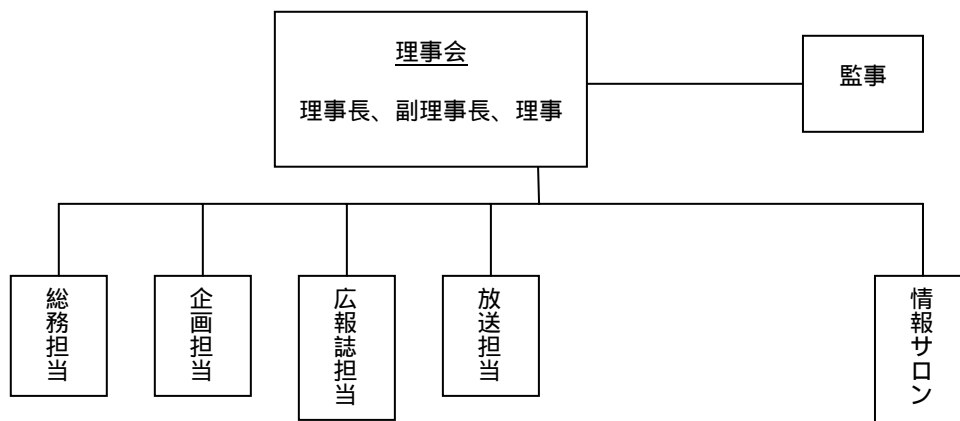 理事会
理事長、副理事長、理事
監事
総務担当
企画担当
広報誌担当
放送担当
情報サロン